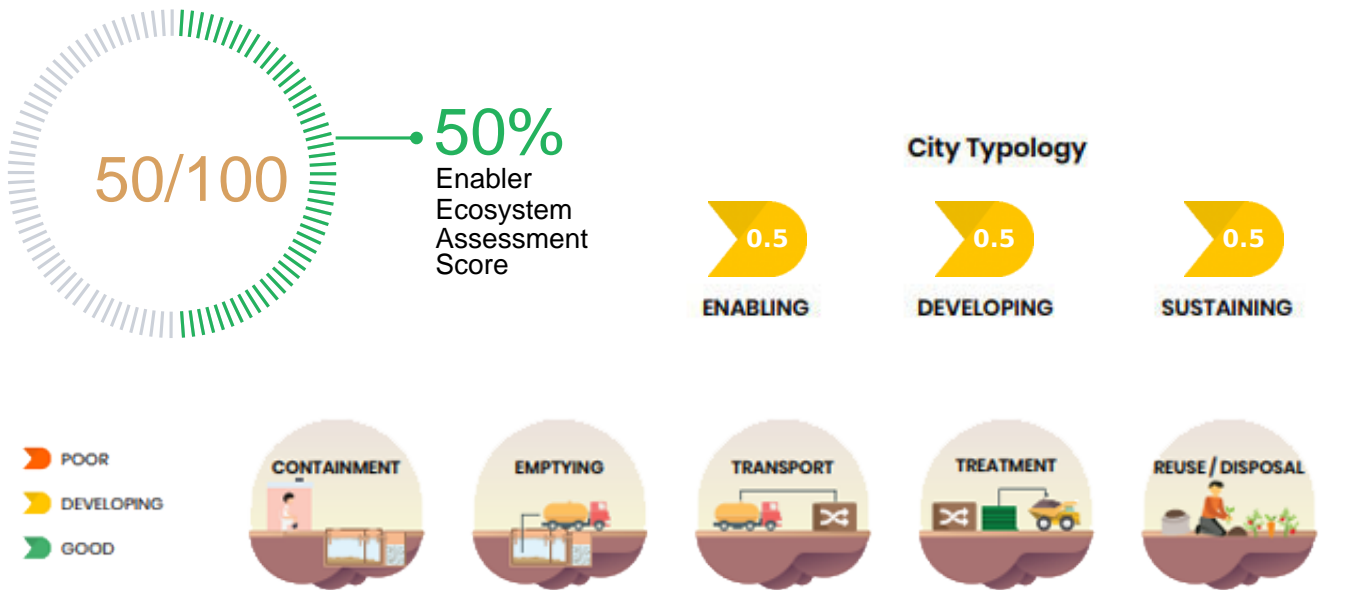 50/100
50%
Enabler
Ecosystem
Assessment
Score
City Typology
0.5
0.5
0.5
ENABLING
DEVELOPING
SUSTAINING
POOR
DEVELOPING
GOOD
CONTAINMENT
EMPTYING
TRANSPORT
TREATMENT
REUSE / DISPOSAL